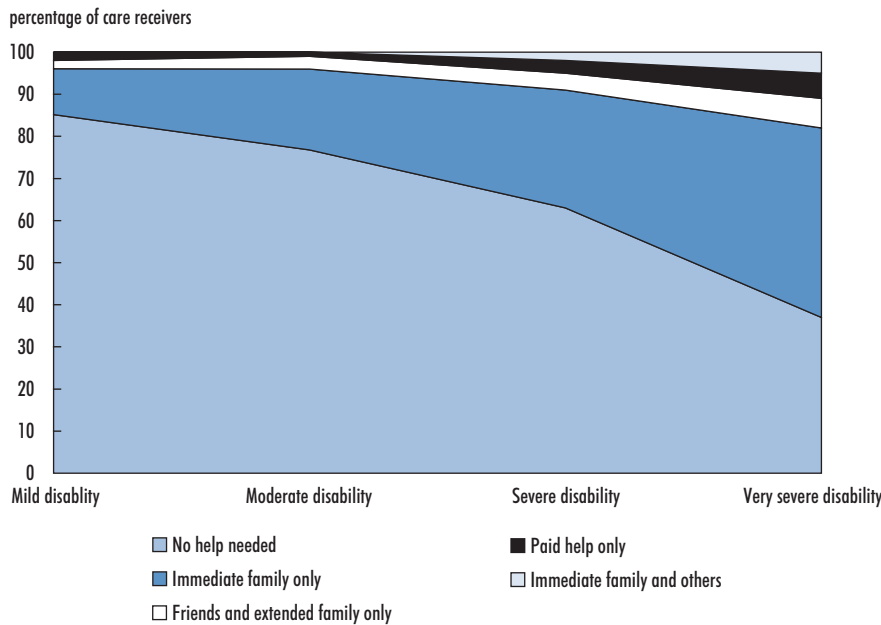 percentage of care receivers
100
90
80
70
60
50
40
30
20
10
0
Mild disablity
Moderate disability
Severe disability
Very severe disability
No help needed
Paid help only
Immediate family only
Immediate family and others
Friends and extended family only